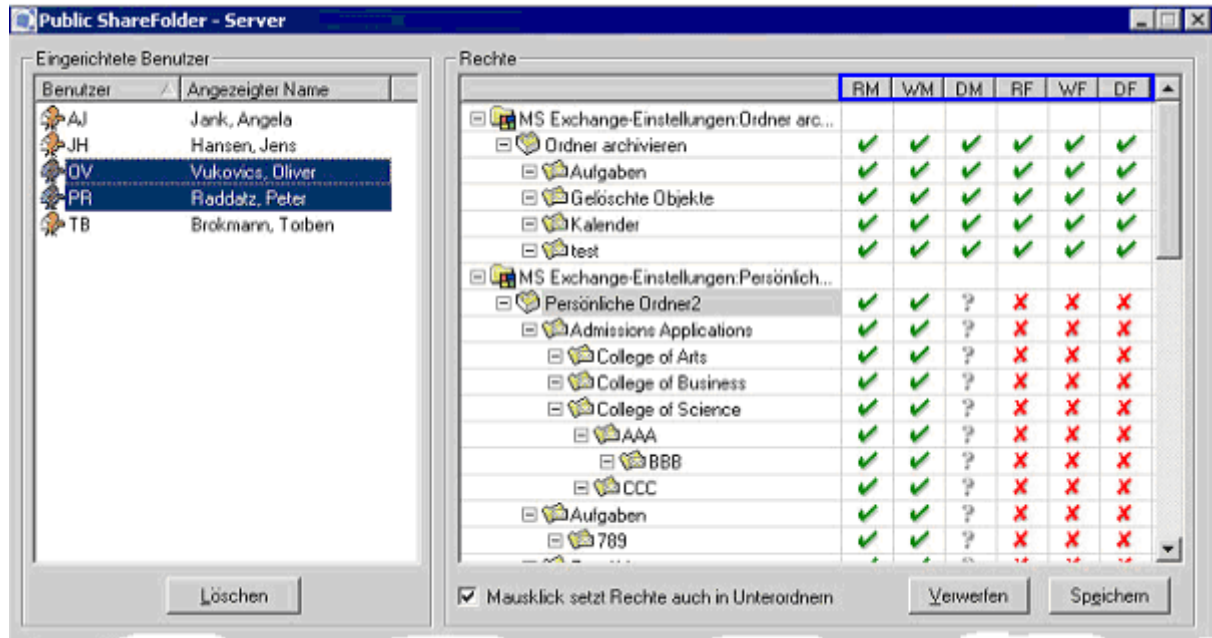 Public ShareFolder - Server
Eingerichtete Benutzer
Benutzer Angezeigter Name
AJ Jank, Angela
JH Hansen, Jens
OV Vukovics, Oliver
PR Raddatz, Peter
TB Brokmann, Torben
Löschen
Rechte
RM WM DM RF WF DF
MS Exchange-Einstellungen:Ordner arc...
Ordner archivieren
Aufgaben
Gelöschte Objekte
Kalender
test
MS Exchange-Einstellungen:Persönlich...
Persönliche Ordner2 ?
Admissions Applications ?
College of Arts ?
College of Business ?
College of Science ?
AAA ?
BBB ?
CCC ?
Aufgaben ?
789 ?
Mausklick setzt Rechte auch in Unterordnern
Verwerfen
Speichern